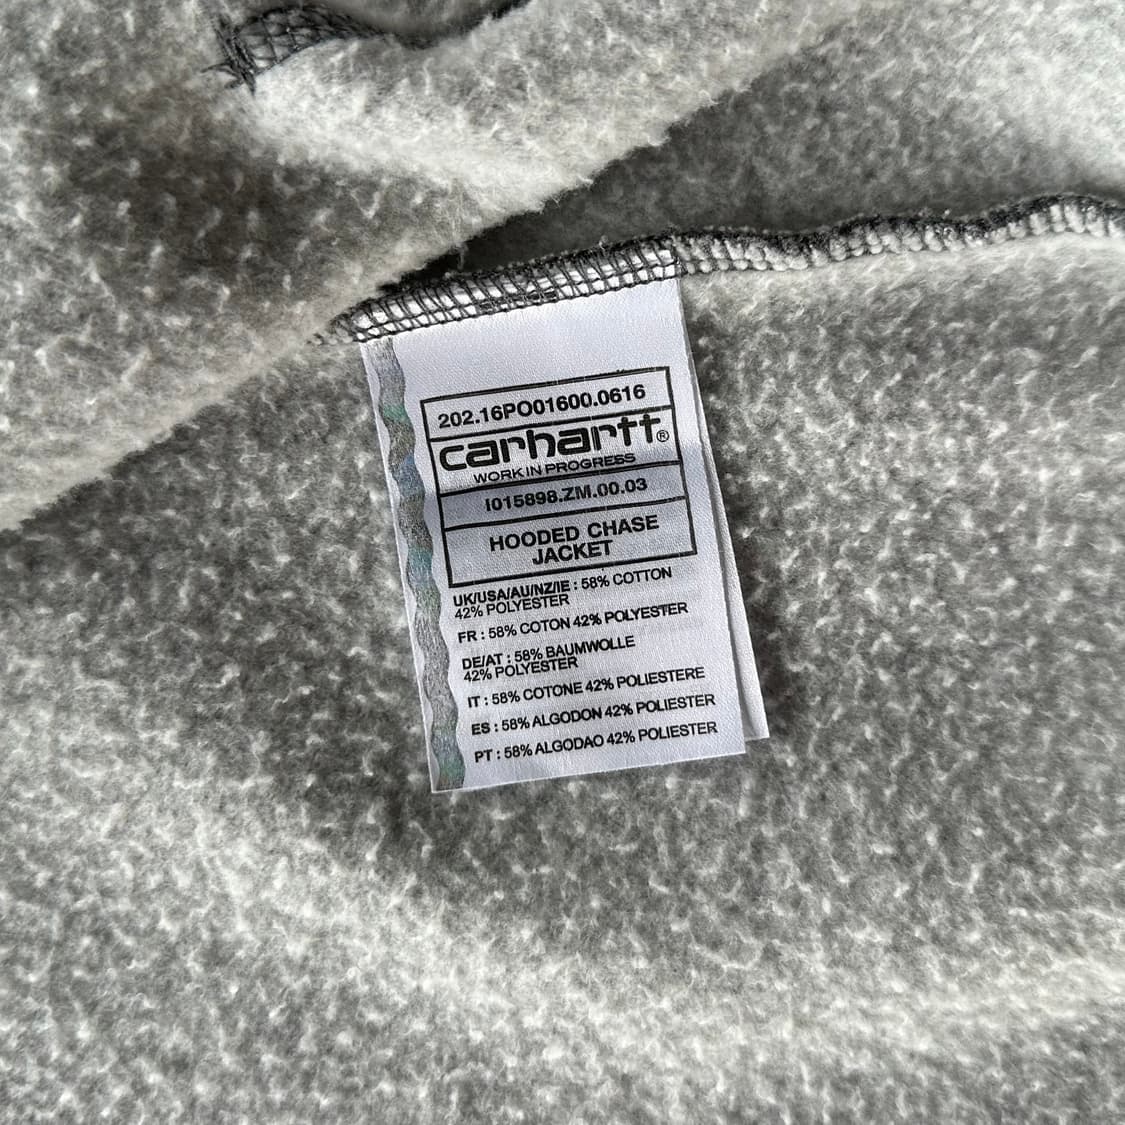 202.16PO01600.0616
carhartt®
WORK IN PROGRESS
I015898.ZM.00.03
HOODED CHASE
JACKET
UK/USA/AU/NZ/IE : 58% COTTON
42% POLYESTER
FR : 58% COTON 42% POLYESTER
DE/AT : 58% BAUMWOLLE
42% POLYESTER
IT : 58% COTONE 42% POLIESTERE
ES : 58% ALGODON 42% POLIESTER
PT : 58% ALGODAO 42% POLIESTER